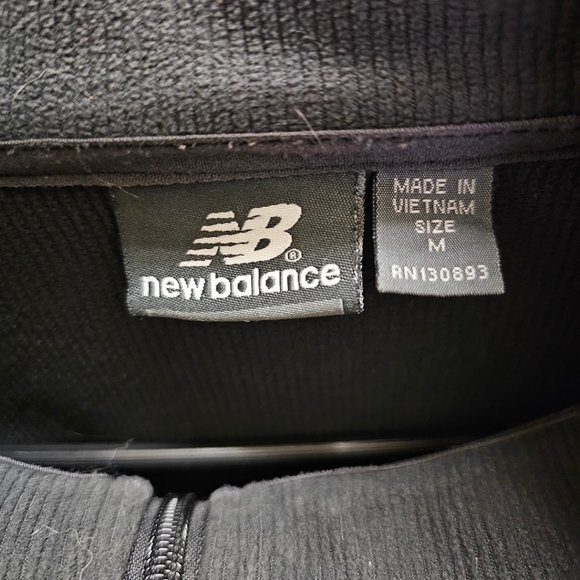 NB
®
new balance
MADE IN
VIETNAM
SIZE
M
RN130893